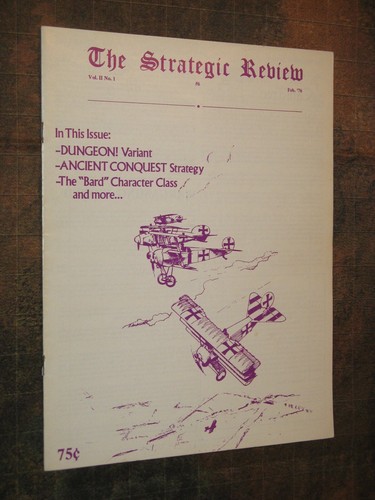 The Strategic Review
Vol. II No. 1 #6 Feb. '76
In This Issue:
-DUNGEON! Variant
-ANCIENT CONQUEST Strategy
-The "Bard" Character Class
and more...
75¢